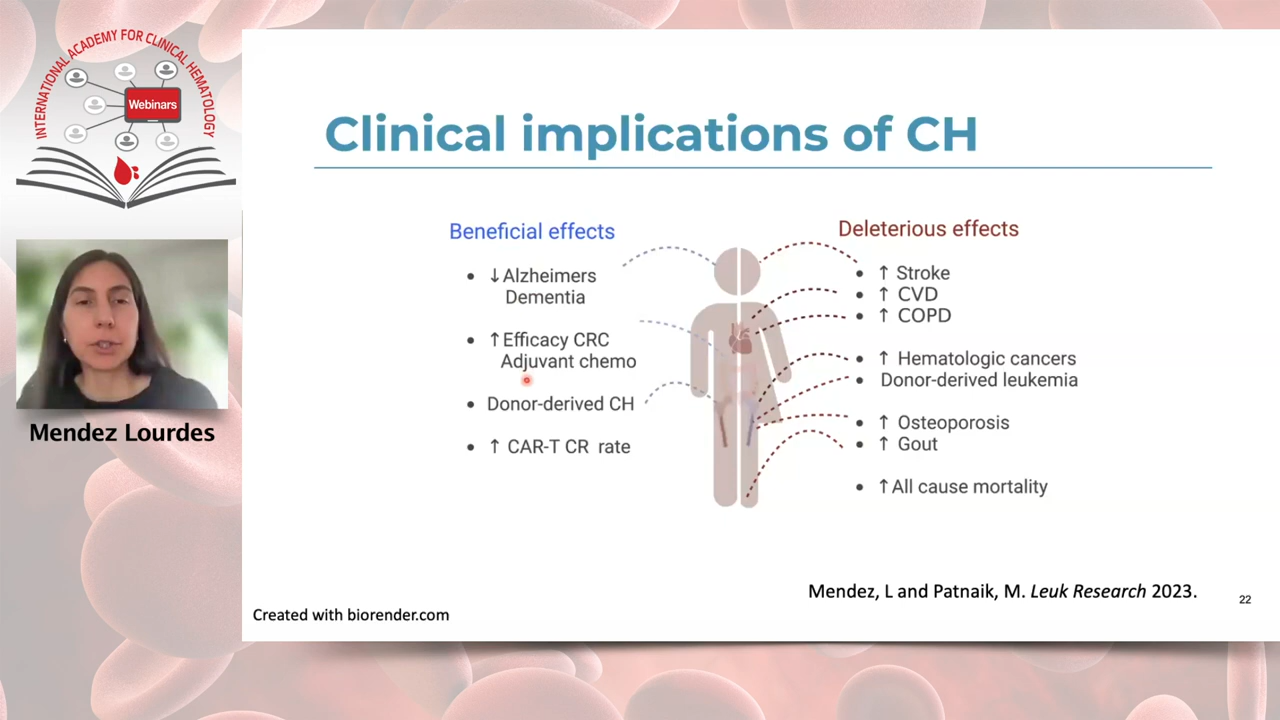 INTERNATIONAL ACADEMY FOR CLINICAL HEMATOLOGY
Webinars
Mendez Lourdes
Clinical implications of CH
Beneficial effects
• ↓Alzheimers
Dementia
• ↑Efficacy CRC
Adjuvant chemo
• Donor-derived CH
• ↑ CAR-T CR rate
Deleterious effects
• ↑ Stroke
• ↑ CVD
• ↑ COPD
• ↑ Hematologic cancers
• Donor-derived leukemia
• ↑ Osteoporosis
• ↑ Gout
• ↑All cause mortality
Mendez, L and Patnaik, M. Leuk Research 2023.
22
Created with biorender.com